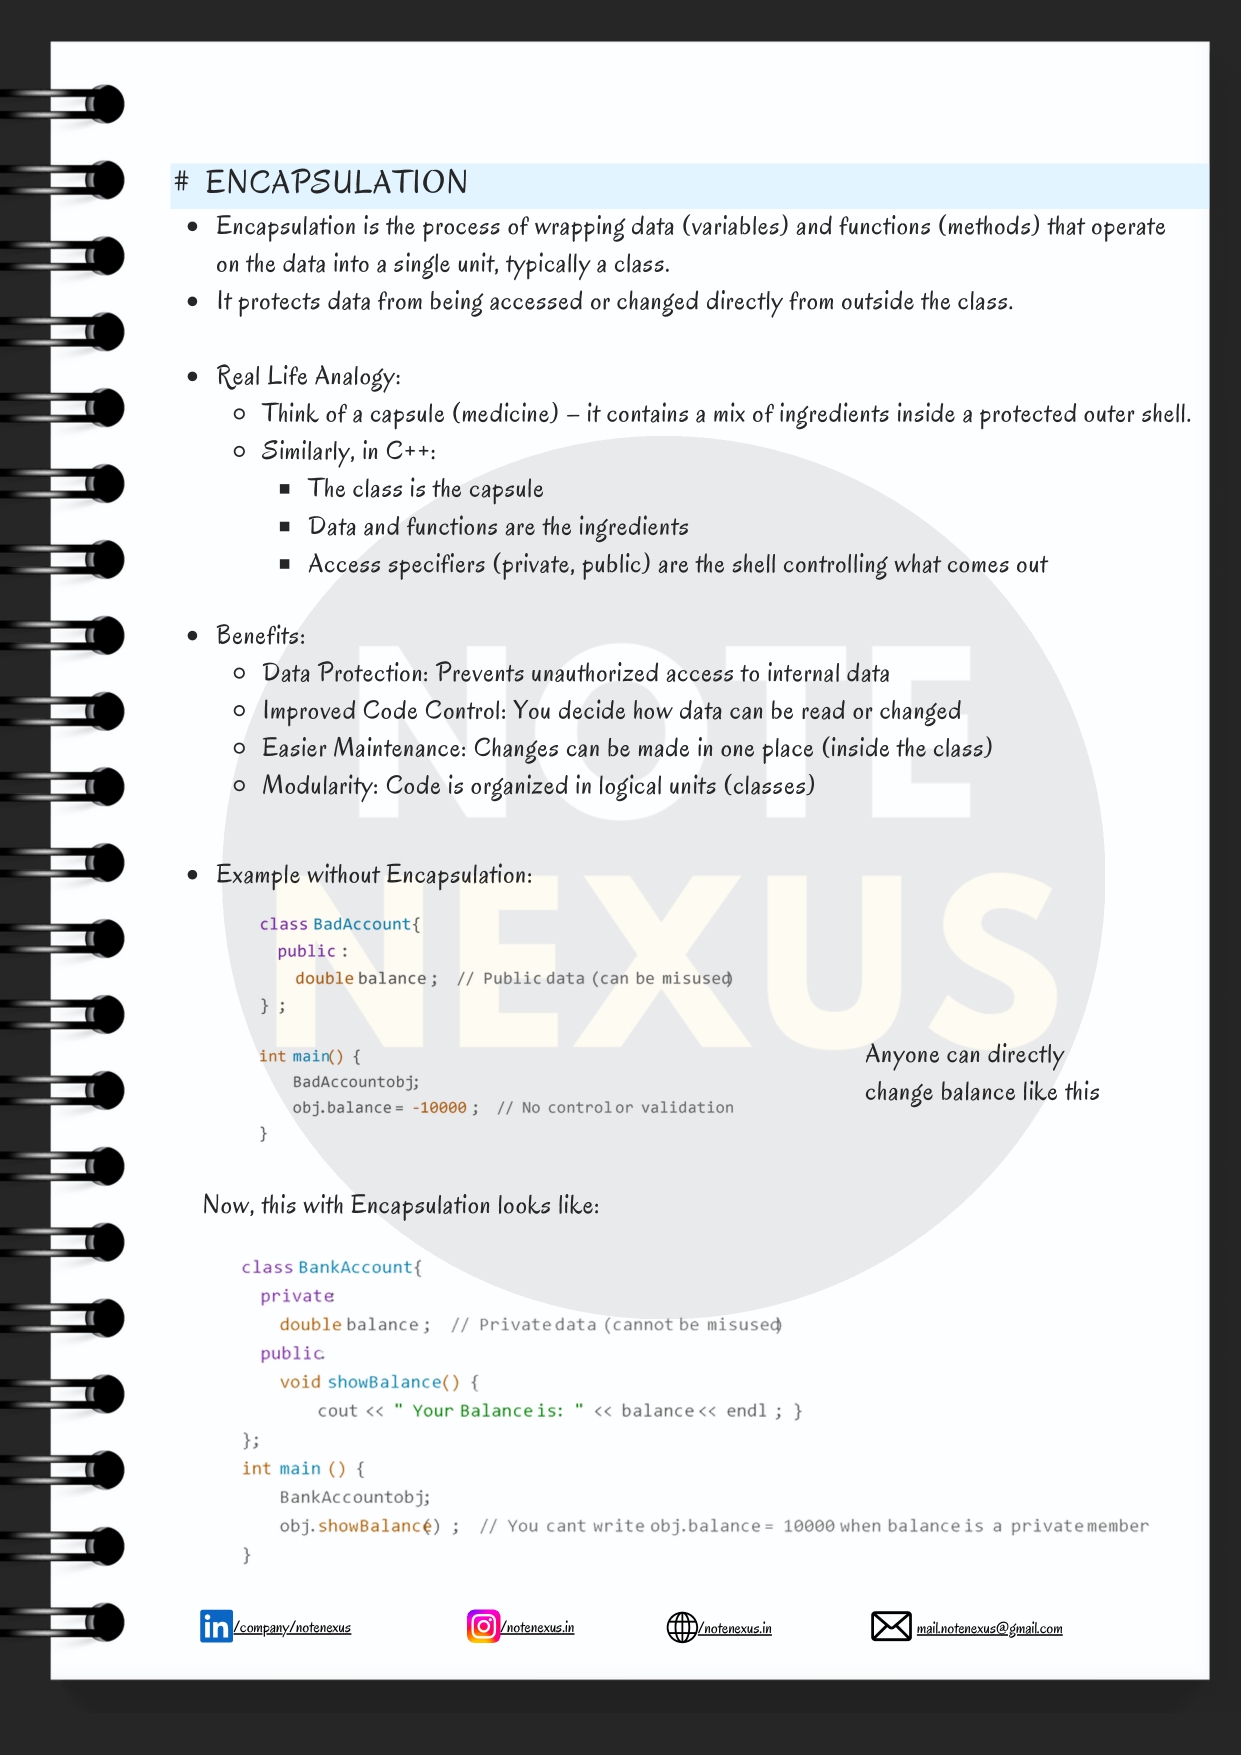 # ENCAPSULATION
• Encapsulation is the process of wrapping data (variables) and functions (methods) that operate
on the data into a single unit, typically a class.
• It protects data from being accessed or changed directly from outside the class.
• Real Life Analogy:
○ Think of a capsule (medicine) – it contains a mix of ingredients inside a protected outer shell.
○ Similarly, in C++:
▪ The class is the capsule
▪ Data and functions are the ingredients
▪ Access specifiers (private, public) are the shell controlling what comes out
• Benefits:
○ Data Protection: Prevents unauthorized access to internal data
○ Improved Code Control: You decide how data can be read or changed
○ Easier Maintenance: Changes can be made in one place (inside the class)
○ Modularity: Code is organized in logical units (classes)
NOTE
NEXUS
• Example without Encapsulation:
class BadAccount{
public :
double balance ; // Public data (can be misused)
} ;
int main() {
BadAccountobj;
obj.balance = -10000 ; // No control or validation
}
Anyone can directly
change balance like this
Now, this with Encapsulation looks like:
class BankAccount{
private:
double balance ; // Private data (cannot be misused)
public:
void showBalance() {
cout << " Your Balance is: " << balance << endl ; }
};
int main () {
BankAccountobj;
obj.showBalance() ; // You cant write obj.balance = 10000 when balance is a private member
}
in /company/notenexus
/notenexus.in
/notenexus.in
mail.notenexus@gmail.com